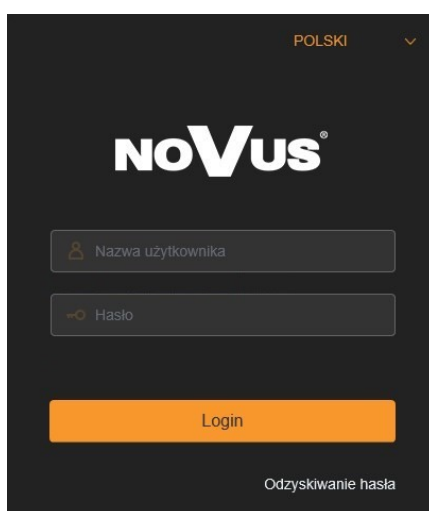 POLSKI
NOVUS®
Nazwa użytkownika
Hasło
Login
Odzyskiwanie hasła